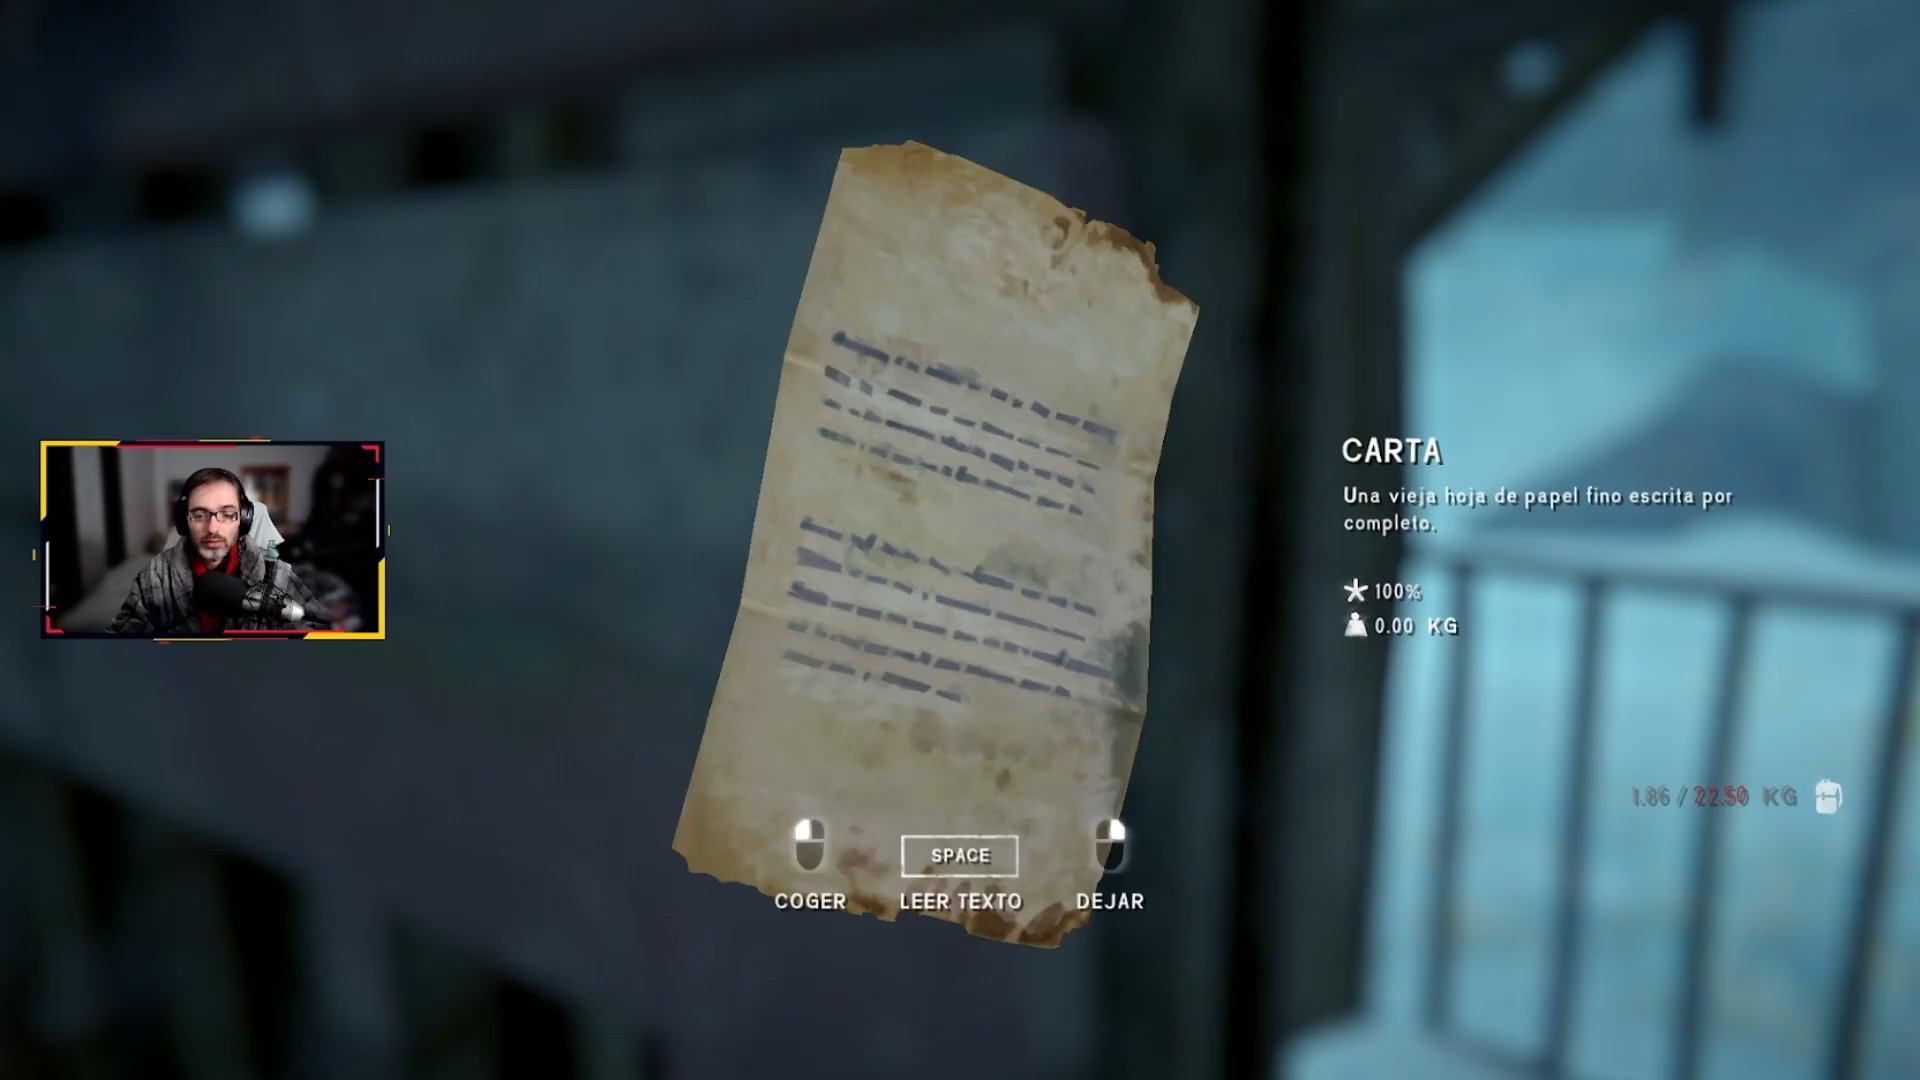 CARTA
Una vieja hoja de papel fino escrita por
completo.
100%
0.00 KG
1.86 / 22.50 KG
SPACE
COGER
LEER TEXTO
DEJAR